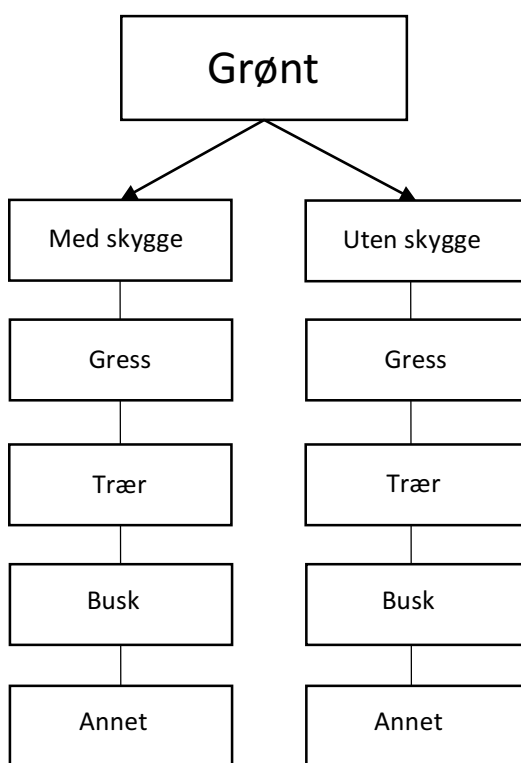 Grønt
Med skygge
Uten skygge
Gress
Gress
Trær
Trær
Busk
Busk
Annet
Annet